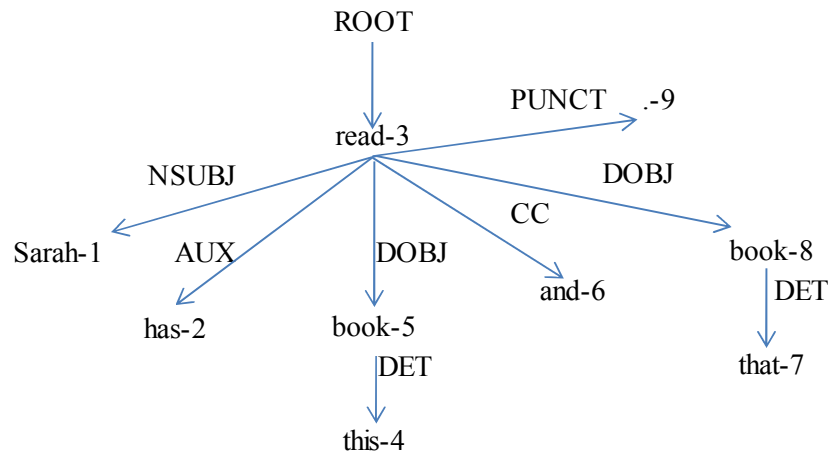 ROOT
PUNCT .-9
read-3
NSUBJ DOBJ
CC
Sarah-1 AUX DOBJ book-8
and-6 DET
has-2 book-5
DET that-7
this-4